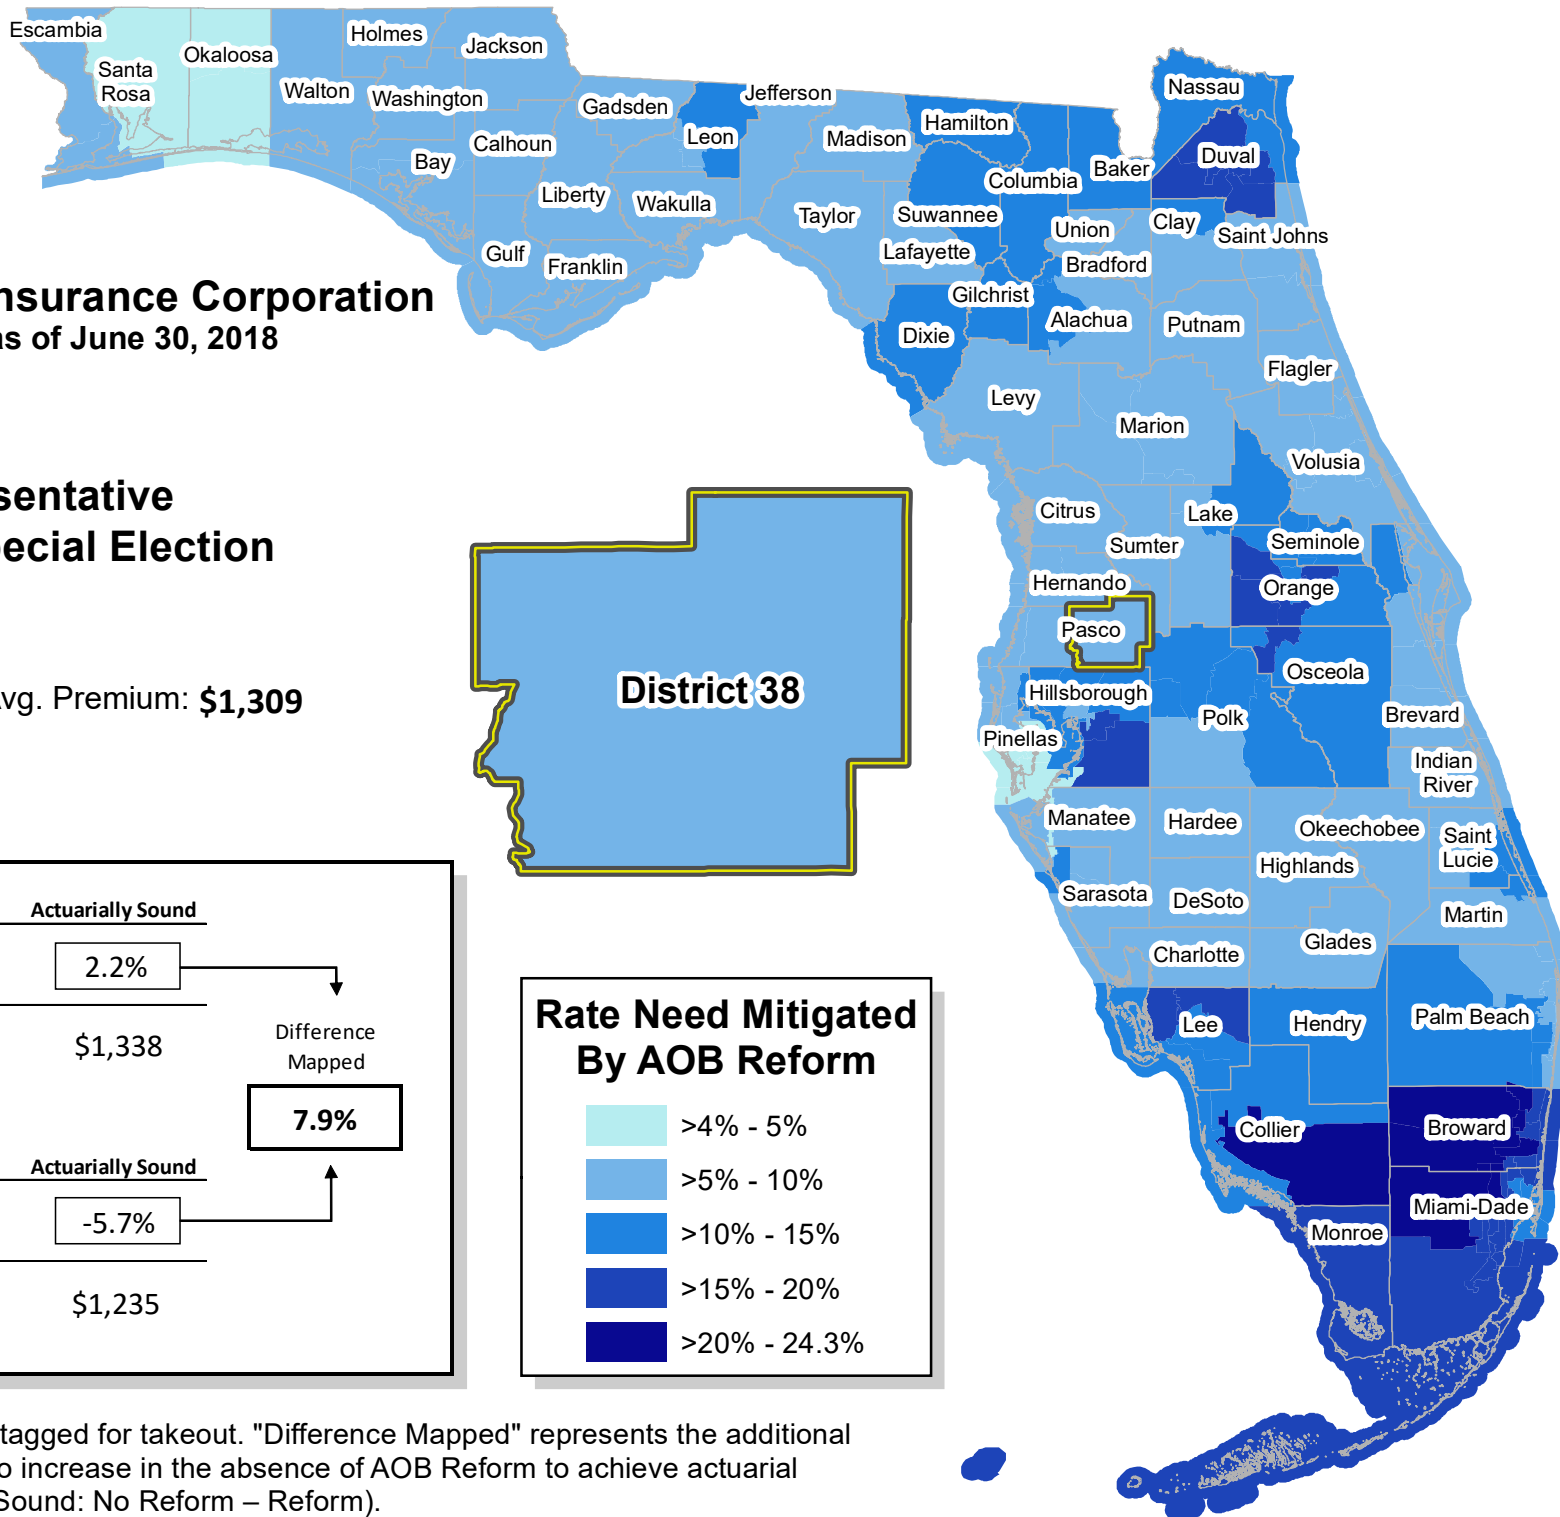 nsurance Corporation
as of June 30, 2018
sentative
pecial Election
Avg. Premium: $1,309
Actuarially Sound
2.2%
$1,338
Difference
Mapped
7.9%
Actuarially Sound
-5.7%
$1,235
District 38
Rate Need Mitigated
By AOB Reform
>4% - 5%
>5% - 10%
>10% - 15%
>15% - 20%
>20% - 24.3%
tagged for takeout. "Difference Mapped" represents the additional
o increase in the absence of AOB Reform to achieve actuarial
Sound: No Reform – Reform).
Escambia
Santa
Rosa
Okaloosa
Holmes
Jackson
Walton
Washington
Bay
Calhoun
Gadsden
Leon
Jefferson
Madison
Liberty
Wakulla
Gulf
Franklin
Taylor
Hamilton
Suwannee
Lafayette
Columbia
Baker
Nassau
Duval
Union
Clay
Saint Johns
Bradford
Gilchrist
Dixie
Alachua
Putnam
Flagler
Levy
Marion
Volusia
Citrus
Lake
Sumter
Seminole
Hernando
Orange
Pasco
Osceola
Hillsborough
Polk
Brevard
Pinellas
Indian
River
Manatee
Hardee
Okeechobee
Saint
Lucie
Highlands
Sarasota
DeSoto
Martin
Charlotte
Glades
Lee
Hendry
Palm Beach
Collier
Broward
Miami-Dade
Monroe